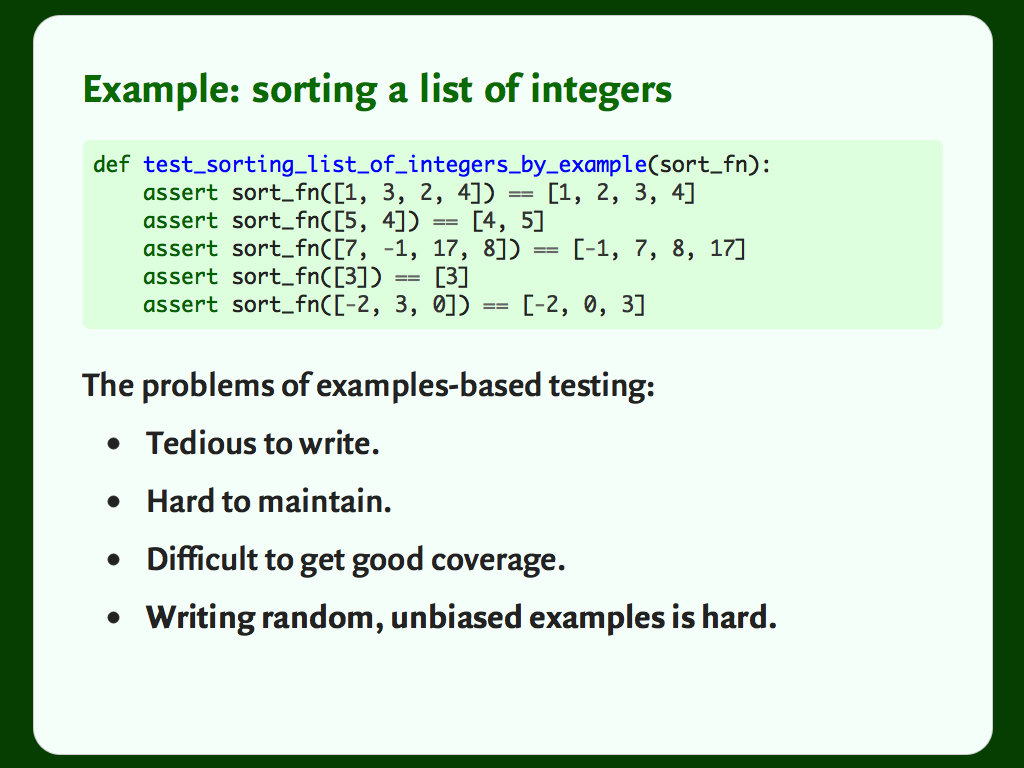 Example: sorting a list of integers
def test_sorting_list_of_integers_by_example(sort_fn):
    assert sort_fn([1, 3, 2, 4]) == [1, 2, 3, 4]
    assert sort_fn([5, 4]) == [4, 5]
    assert sort_fn([7, -1, 17, 8]) == [-1, 7, 8, 17]
    assert sort_fn([3]) == [3]
    assert sort_fn([-2, 3, 0]) == [-2, 0, 3]
The problems of examples-based testing:
• Tedious to write.
• Hard to maintain.
• Difficult to get good coverage.
• Writing random, unbiased examples is hard.